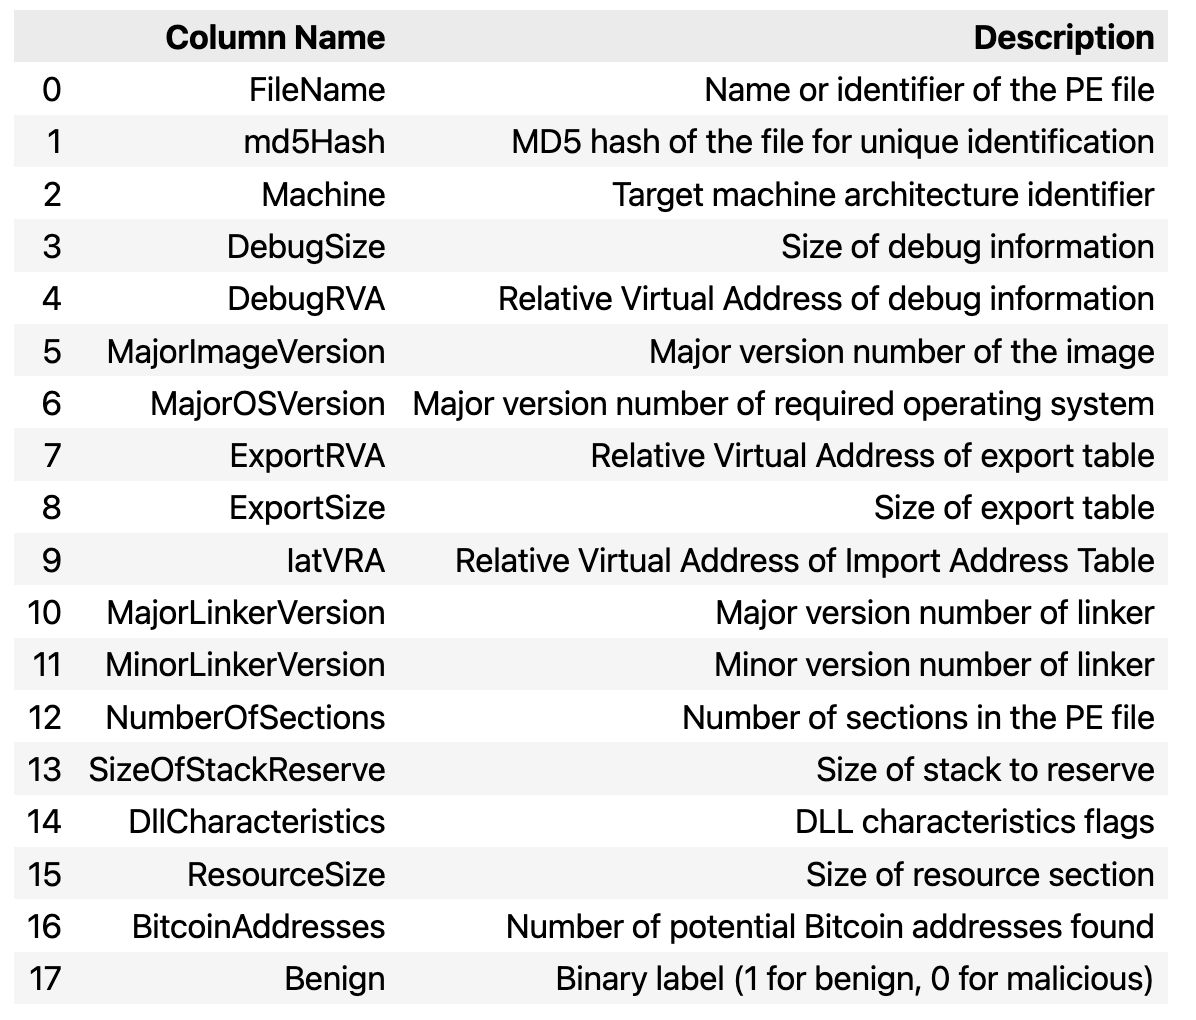 Column Name Description
0 FileName Name or identifier of the PE file
1 md5Hash MD5 hash of the file for unique identification
2 Machine Target machine architecture identifier
3 DebugSize Size of debug information
4 DebugRVA Relative Virtual Address of debug information
5 MajorImageVersion Major version number of the image
6 MajorOSVersion Major version number of required operating system
7 ExportRVA Relative Virtual Address of export table
8 ExportSize Size of export table
9 IatVRA Relative Virtual Address of Import Address Table
10 MajorLinkerVersion Major version number of linker
11 MinorLinkerVersion Minor version number of linker
12 NumberOfSections Number of sections in the PE file
13 SizeOfStackReserve Size of stack to reserve
14 DllCharacteristics DLL characteristics flags
15 ResourceSize Size of resource section
16 BitcoinAddresses Number of potential Bitcoin addresses found
17 Benign Binary label (1 for benign, 0 for malicious)